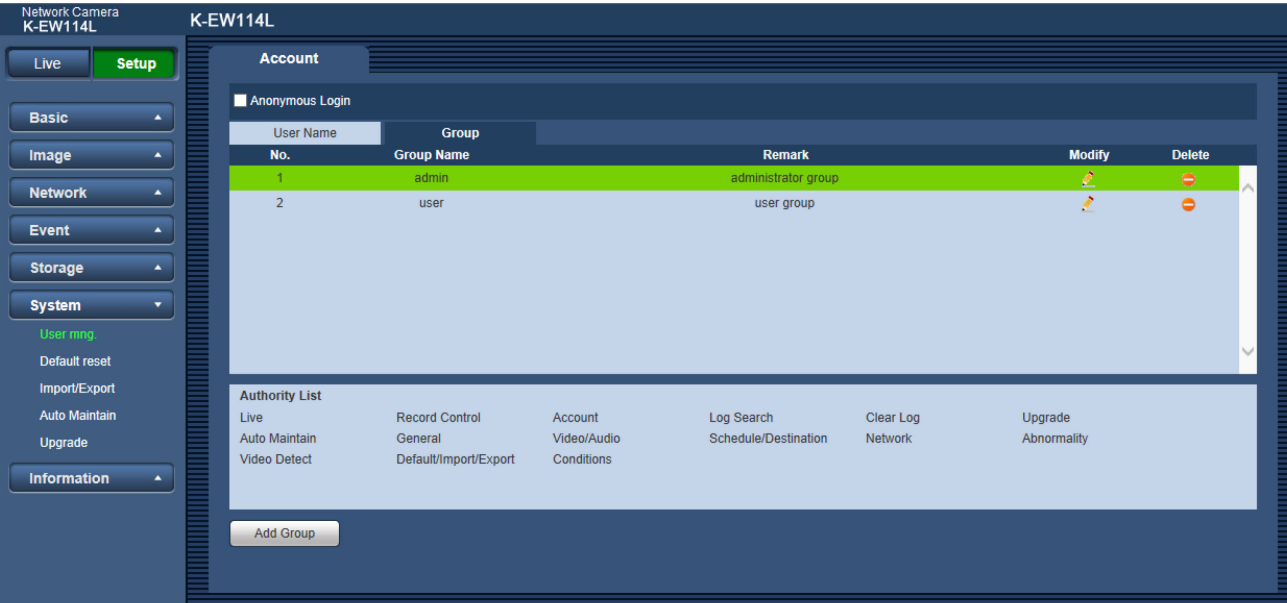 Network Camera
K-EW114L
K-EW114L
Live Setup
Account
Anonymous Login
Basic
Image
Network
Event
Storage
System
User mng.
Default reset
Import/Export
Auto Maintain
Upgrade
Information
User Name Group
No. Group Name Remark Modify Delete
1 admin administrator group
2 user user group
Authority List
Live Record Control Account Log Search Clear Log Upgrade
Auto Maintain General Video/Audio Schedule/Destination Network Abnormality
Video Detect Default/Import/Export Conditions
Add Group